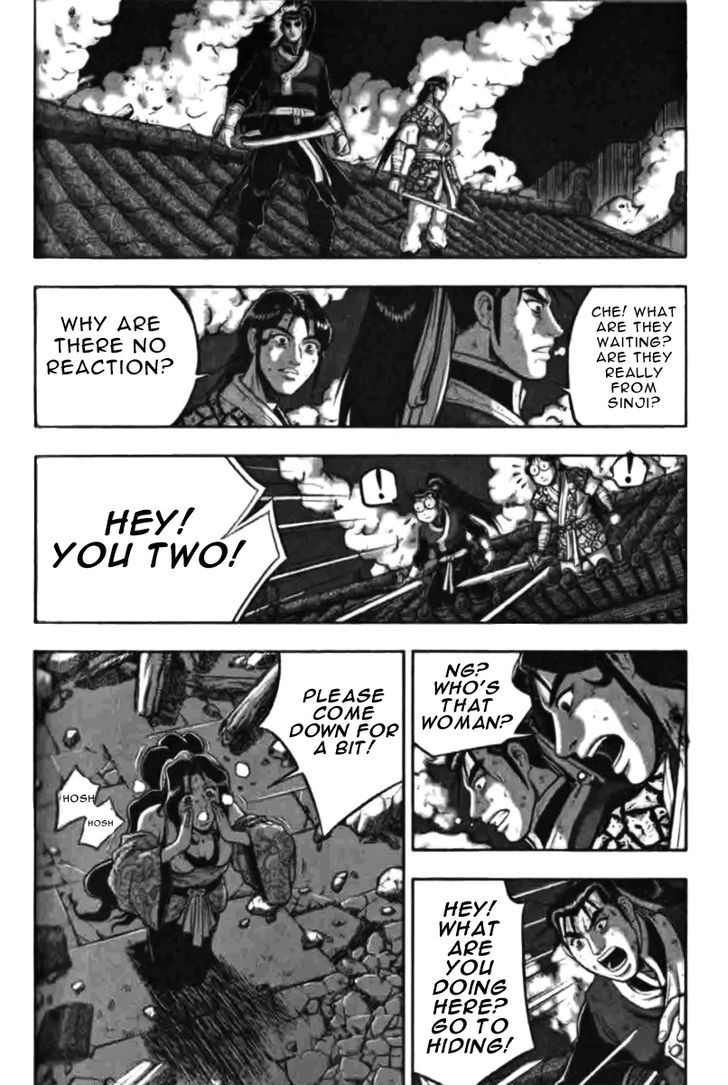 WHY ARE
THERE NO
REACTION?
CHE! WHAT
ARE THEY
WAITING?
ARE THEY
REALLY
FROM
SINJI?
HEY!
YOU TWO!
!
!
PLEASE
COME
DOWN FOR
A BIT!
HOSH
HOSH
NG?
WHO'S
THAT
WOMAN?
HEY!
WHAT
ARE
YOU
DOING
HERE?
GO TO
HIDING!